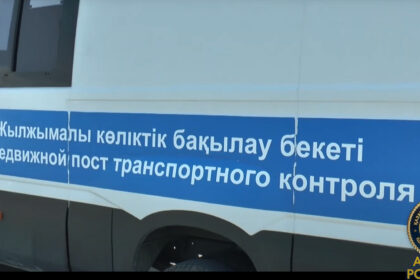 Жылжымалы көліктік бақылау бекеті
едвижной пост транспортного контроля